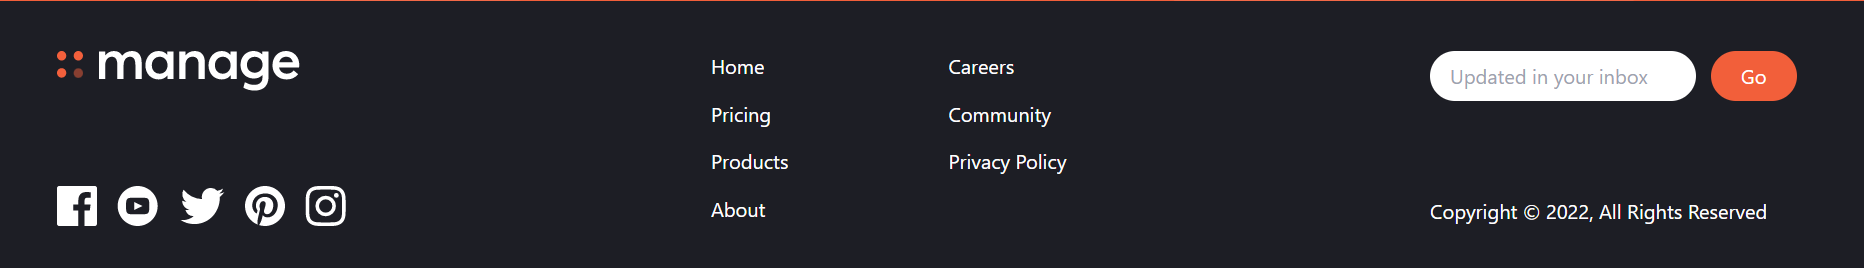 manage
Home
Pricing
Products
About
Careers
Community
Privacy Policy
Updated in your inbox
Go
Copyright © 2022, All Rights Reserved